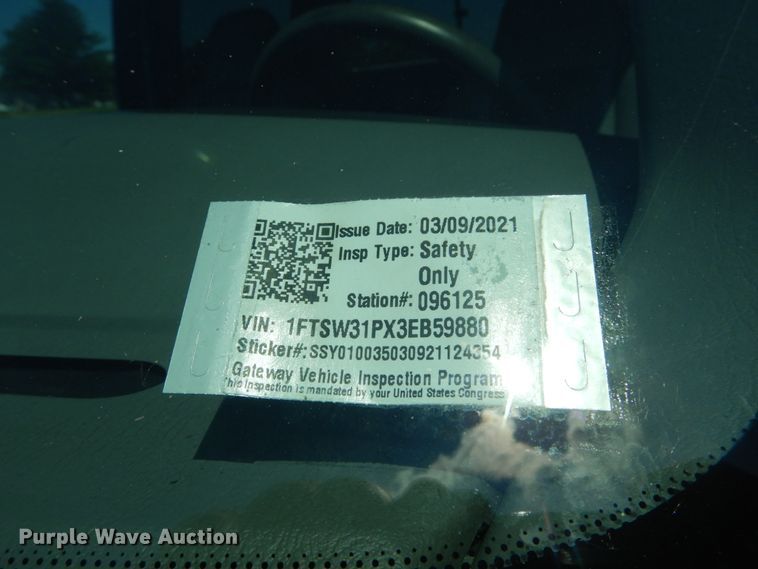 Issue Date: 03/09/2021
Insp Type: Safety
Only
Station#: 096125
VIN: 1FTSW31PX3EB59880
Sticker#: SSY010035030921124354
Gateway Vehicle Inspection Program
This Inspection is mandated by your United States Congress
Purple Wave Auction